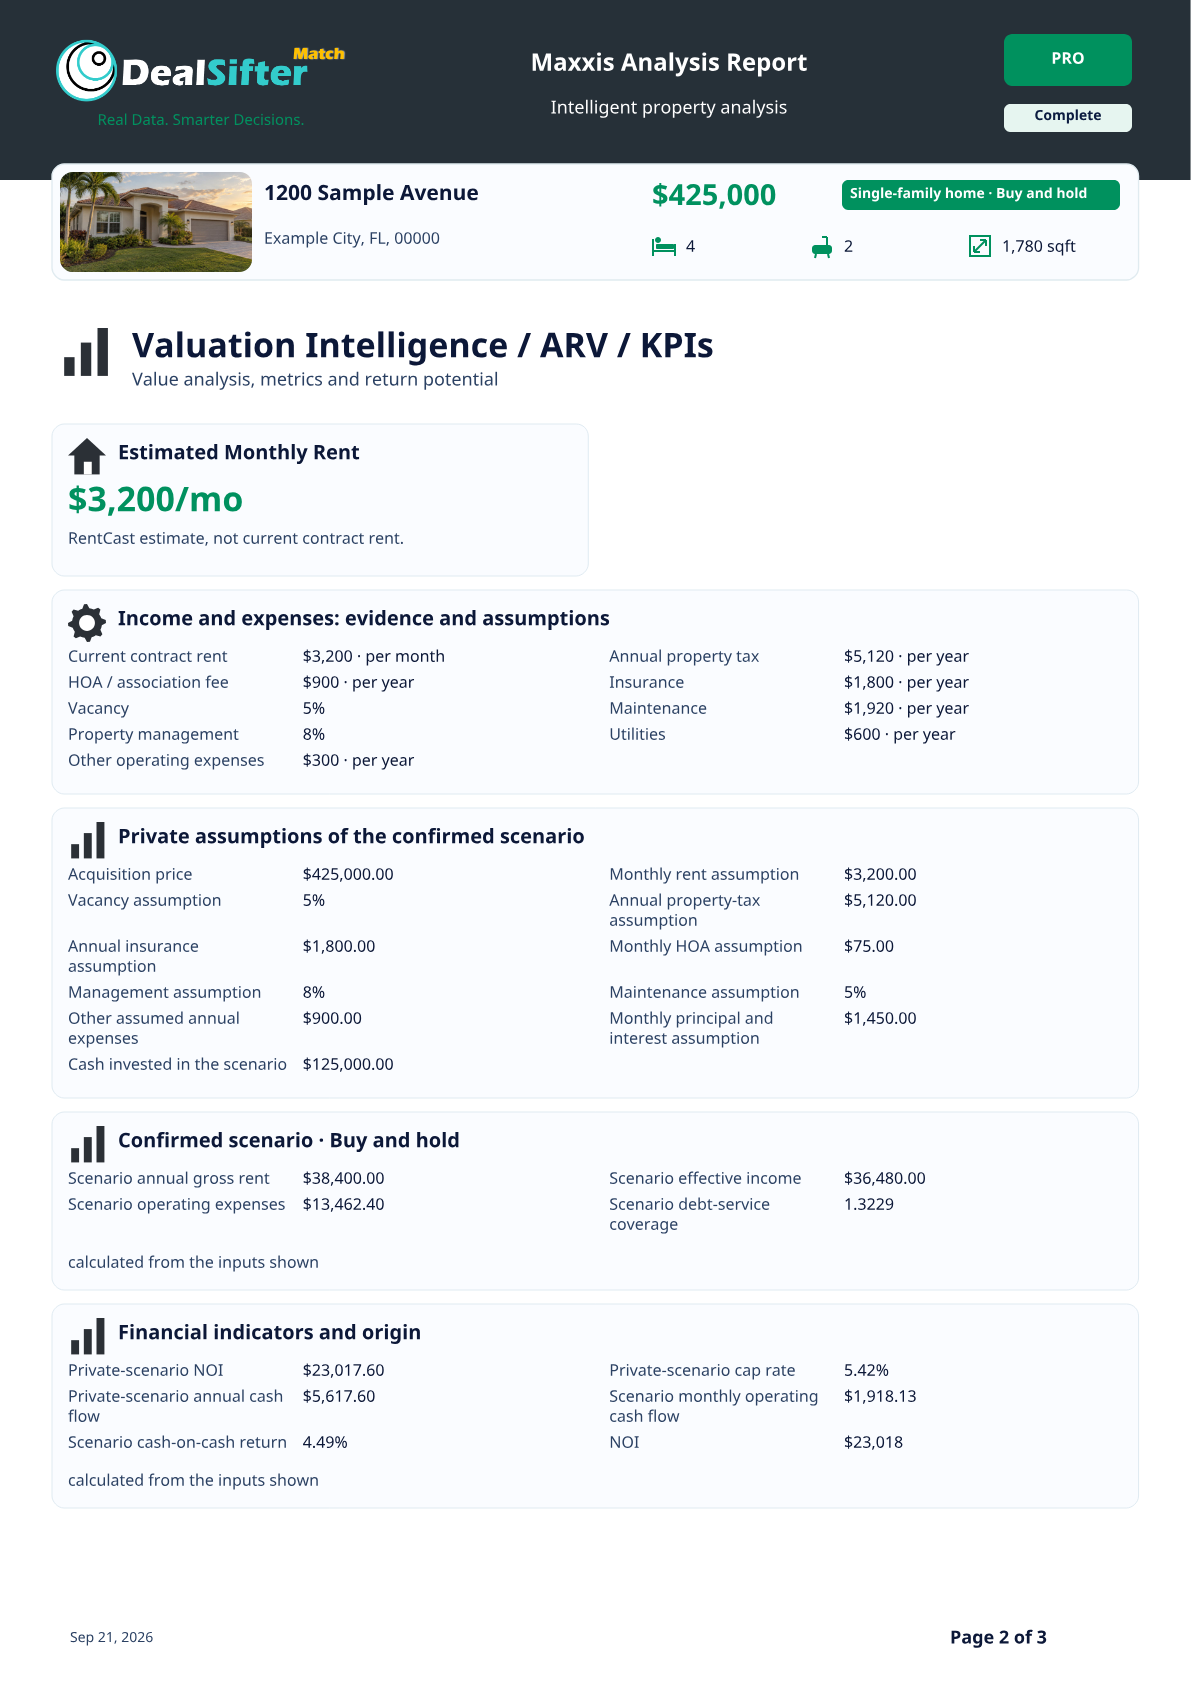 DealSifter Match
Real Data. Smarter Decisions.
Maxxis Analysis Report
Intelligent property analysis
PRO
Complete
1200 Sample Avenue
Example City, FL, 00000
$425,000
Single-family home · Buy and hold
4
2
1,780 sqft
Valuation Intelligence / ARV / KPIs
Value analysis, metrics and return potential
Estimated Monthly Rent
$3,200/mo
RentCast estimate, not current contract rent.
Income and expenses: evidence and assumptions
Current contract rent $3,200 · per month Annual property tax $5,120 · per year
HOA / association fee $900 · per year Insurance $1,800 · per year
Vacancy 5% Maintenance $1,920 · per year
Property management 8% Utilities $600 · per year
Other operating expenses $300 · per year
Private assumptions of the confirmed scenario
Acquisition price $425,000.00 Monthly rent assumption $3,200.00
Vacancy assumption 5% Annual property-tax $5,120.00
assumption
Annual insurance $1,800.00 Monthly HOA assumption $75.00
assumption
Management assumption 8% Maintenance assumption 5%
Other assumed annual $900.00 Monthly principal and $1,450.00
expenses interest assumption
Cash invested in the scenario $125,000.00
Confirmed scenario · Buy and hold
Scenario annual gross rent $38,400.00 Scenario effective income $36,480.00
Scenario operating expenses $13,462.40 Scenario debt-service 1.3229
coverage
calculated from the inputs shown
Financial indicators and origin
Private-scenario NOI $23,017.60 Private-scenario cap rate 5.42%
Private-scenario annual cash $5,617.60 Scenario monthly operating $1,918.13
flow cash flow
Scenario cash-on-cash return 4.49% NOI $23,018
calculated from the inputs shown
Sep 21, 2026
Page 2 of 3